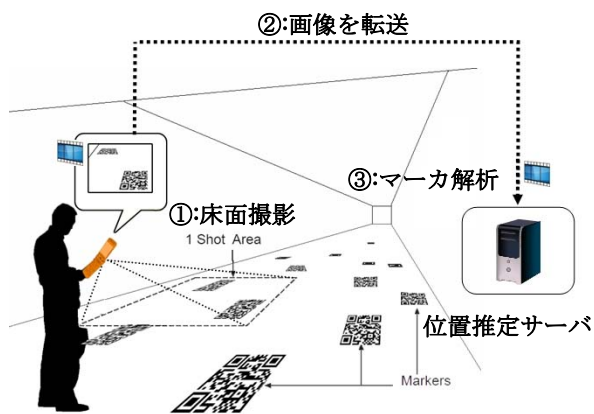 ②:画像を転送
③:マーカ解析
①:床面撮影
1 Shot Area
位置推定サーバ
Markers